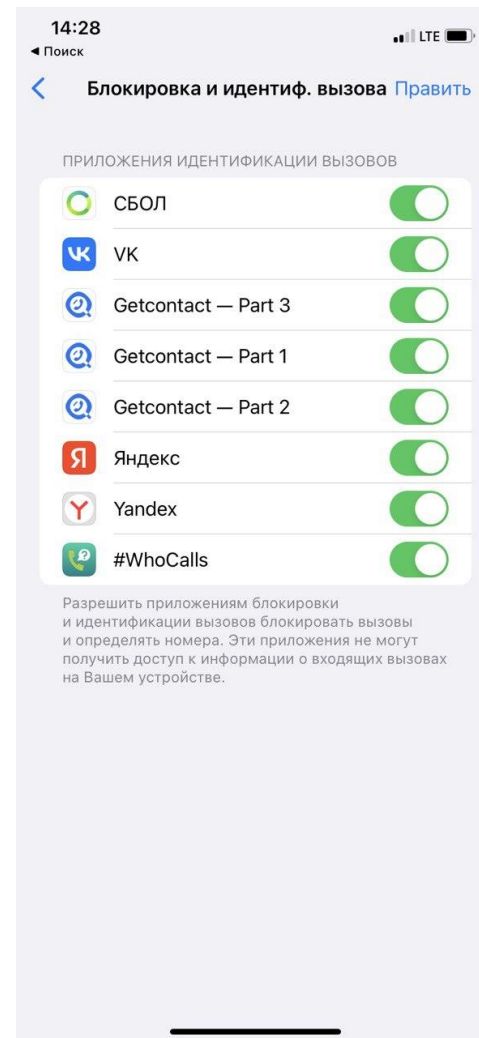 14:28
LTE
◀ Поиск
Блокировка и идентиф. вызова Править
ПРИЛОЖЕНИЯ ИДЕНТИФИКАЦИИ ВЫЗОВОВ
СБОЛ
VK
Getcontact — Part 3
Getcontact — Part 1
Getcontact — Part 2
Яндекс
Yandex
#WhoCalls
Разрешить приложениям блокировки
и идентификации вызовов блокировать вызовы
и определять номера. Эти приложения не могут
получить доступ к информации о входящих вызовах
на Вашем устройстве.